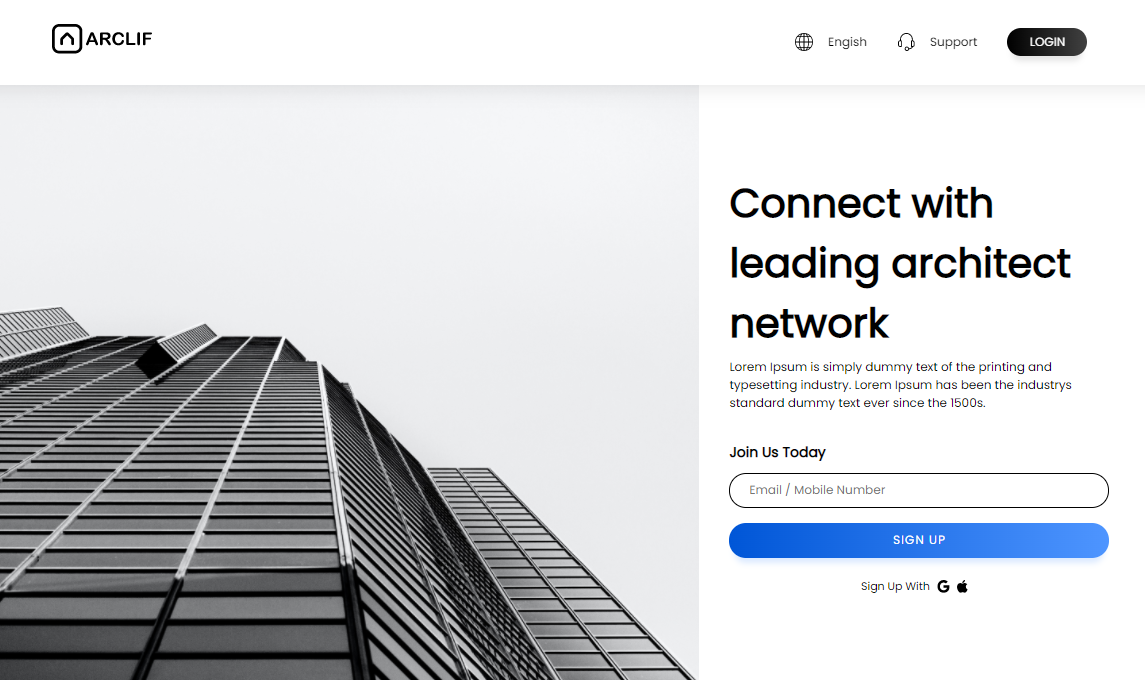 ARCLIF
Engish
Support
LOGIN
Connect with
leading architect
network
Lorem Ipsum is simply dummy text of the printing and
typesetting industry. Lorem Ipsum has been the industrys
standard dummy text ever since the 1500s.
Join Us Today
Email / Mobile Number
SIGN UP
Sign Up With